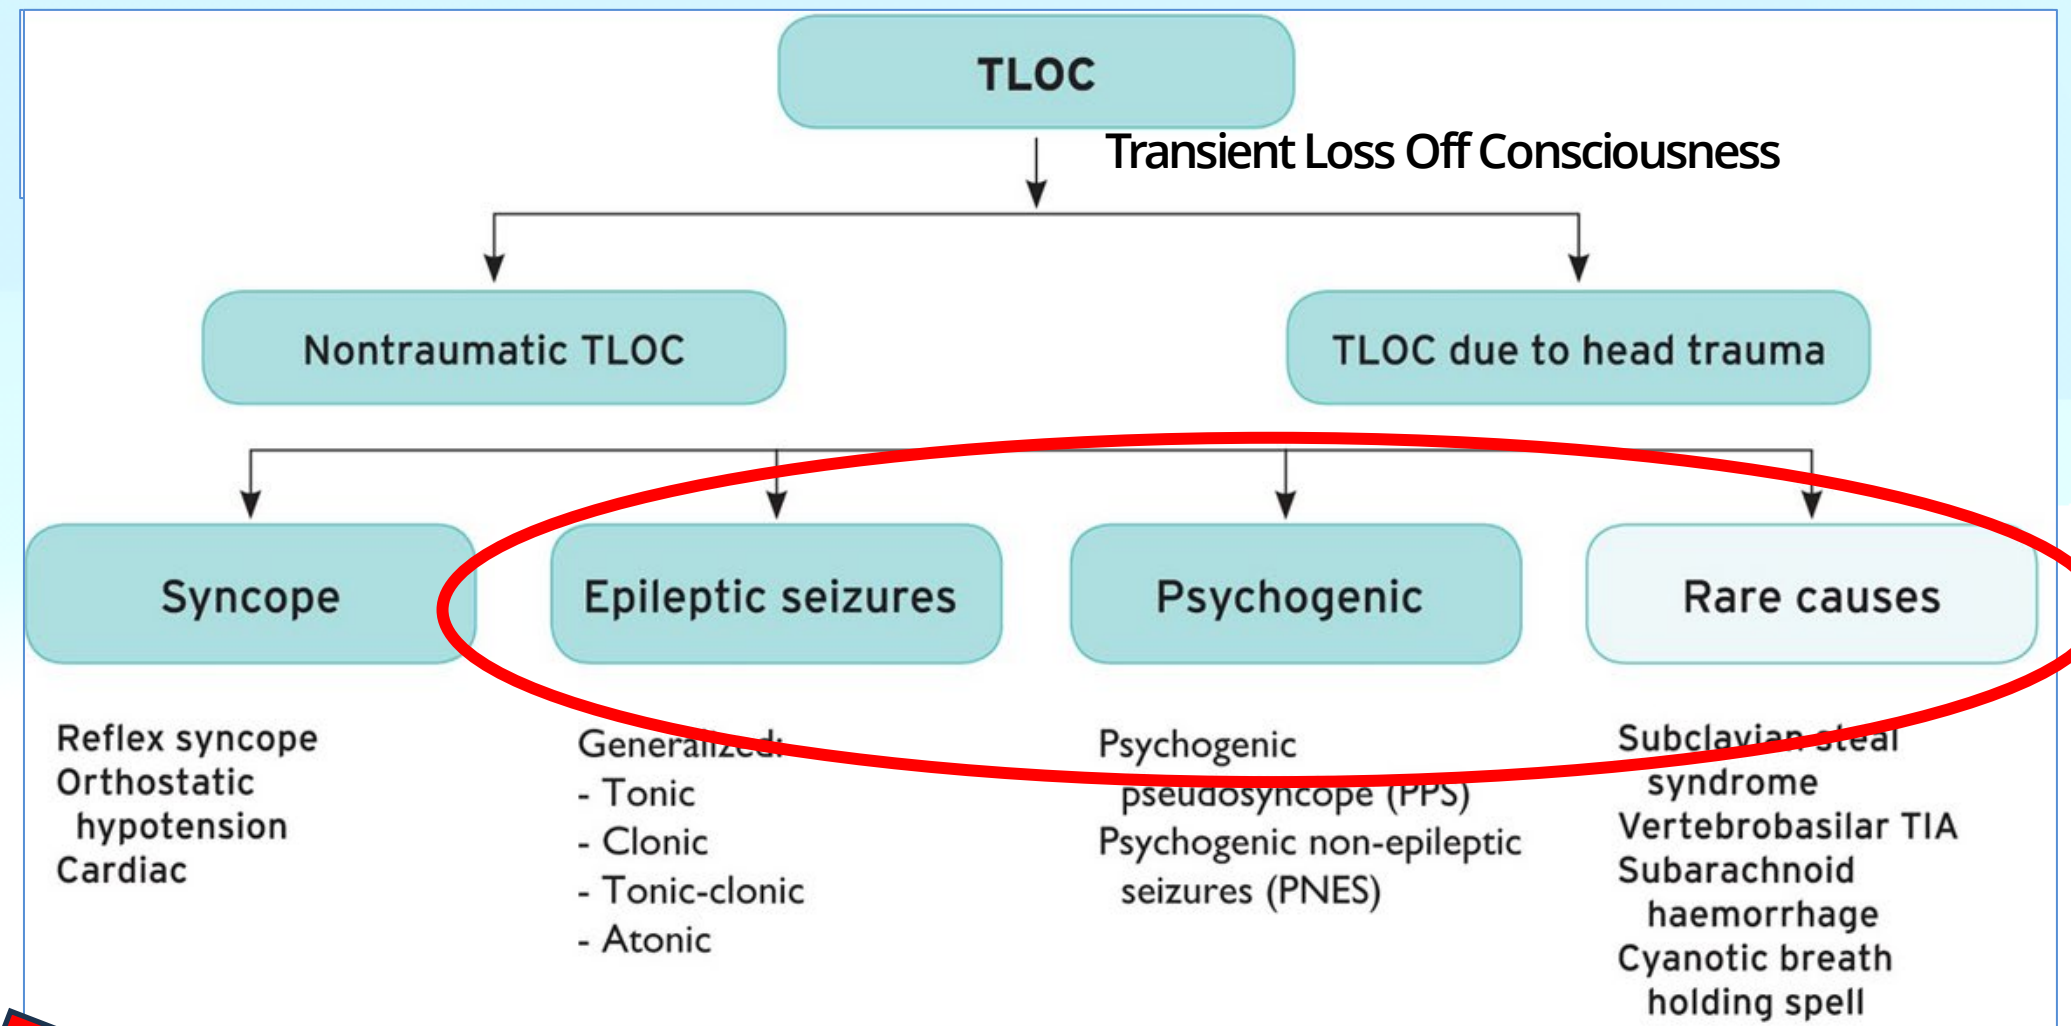 TLOC
Transient Loss Off Consciousness
Nontraumatic TLOC
TLOC due to head trauma
Syncope
Epileptic seizures
Psychogenic
Rare causes
Reflex syncope
Orthostatic
hypotension
Cardiac
Generalized:
- Tonic
- Clonic
- Tonic-clonic
- Atonic
Psychogenic
pseudosyncope (PPS)
Psychogenic non-epileptic
seizures (PNES)
Subclavian steal
syndrome
Vertebrobasilar TIA
Subarachnoid
haemorrhage
Cyanotic breath
holding spell